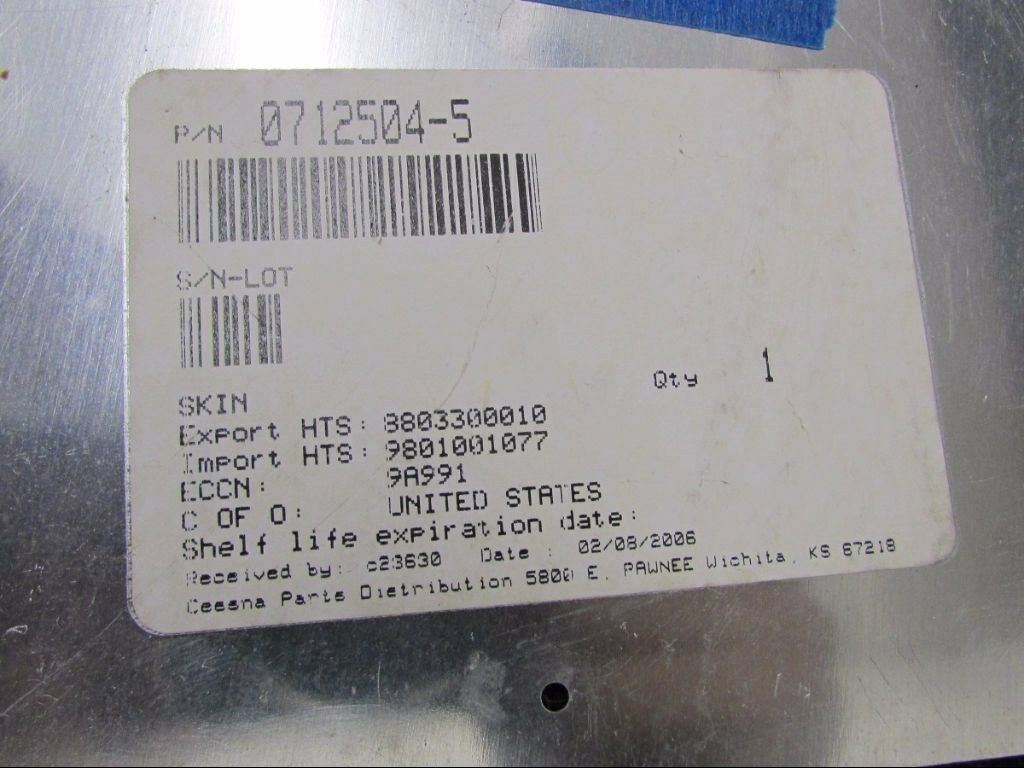 P/N 0712504-5
S/N-LOT
Qty 1
SKIN
Export HTS: 8803300010
Import HTS: 9801001077
ECCN: 9A991
C OF O: UNITED STATES
Shelf life expiration date:
Received by: c23630 Date : 02/08/2006
Cessna Parts Distribution 5800 E. PAWNEE Wichita, KS 67218